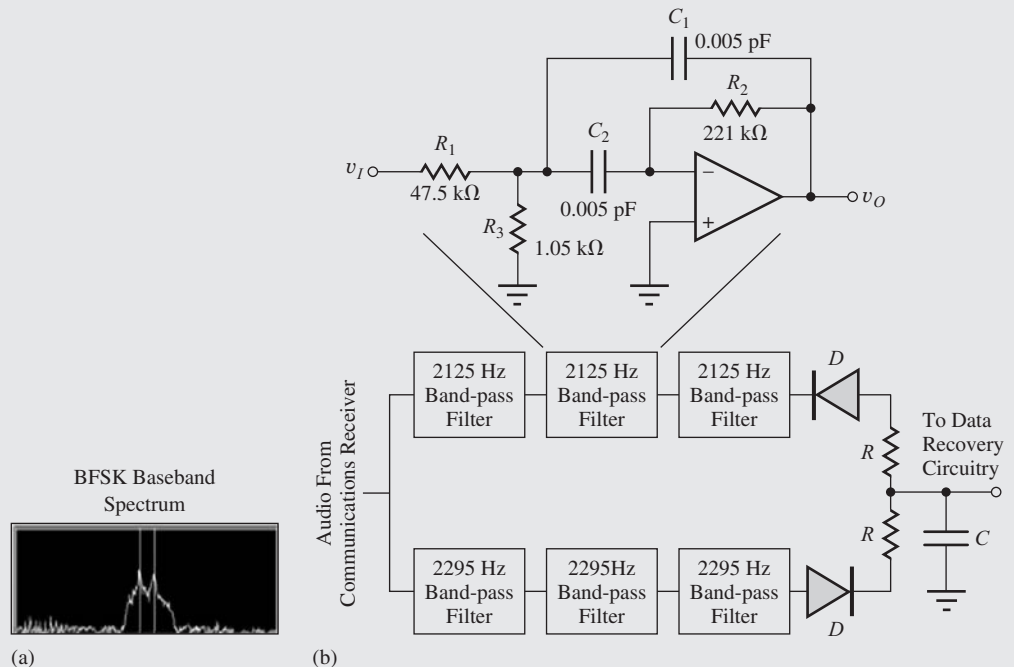 C1
0.005 pF
R2
221 kΩ
C2
R1
vI
47.5 kΩ
−
vO
0.005 pF
+
R3
1.05 kΩ
2125 Hz
Band-pass
Filter
2125 Hz
Band-pass
Filter
2125 Hz
Band-pass
Filter
D
To Data
Recovery
Circuitry
R
Audio From
Communications Receiver
R
C
2295 Hz
Band-pass
Filter
2295Hz
Band-pass
Filter
2295 Hz
Band-pass
Filter
D
BFSK Baseband
Spectrum
(a)
(b)